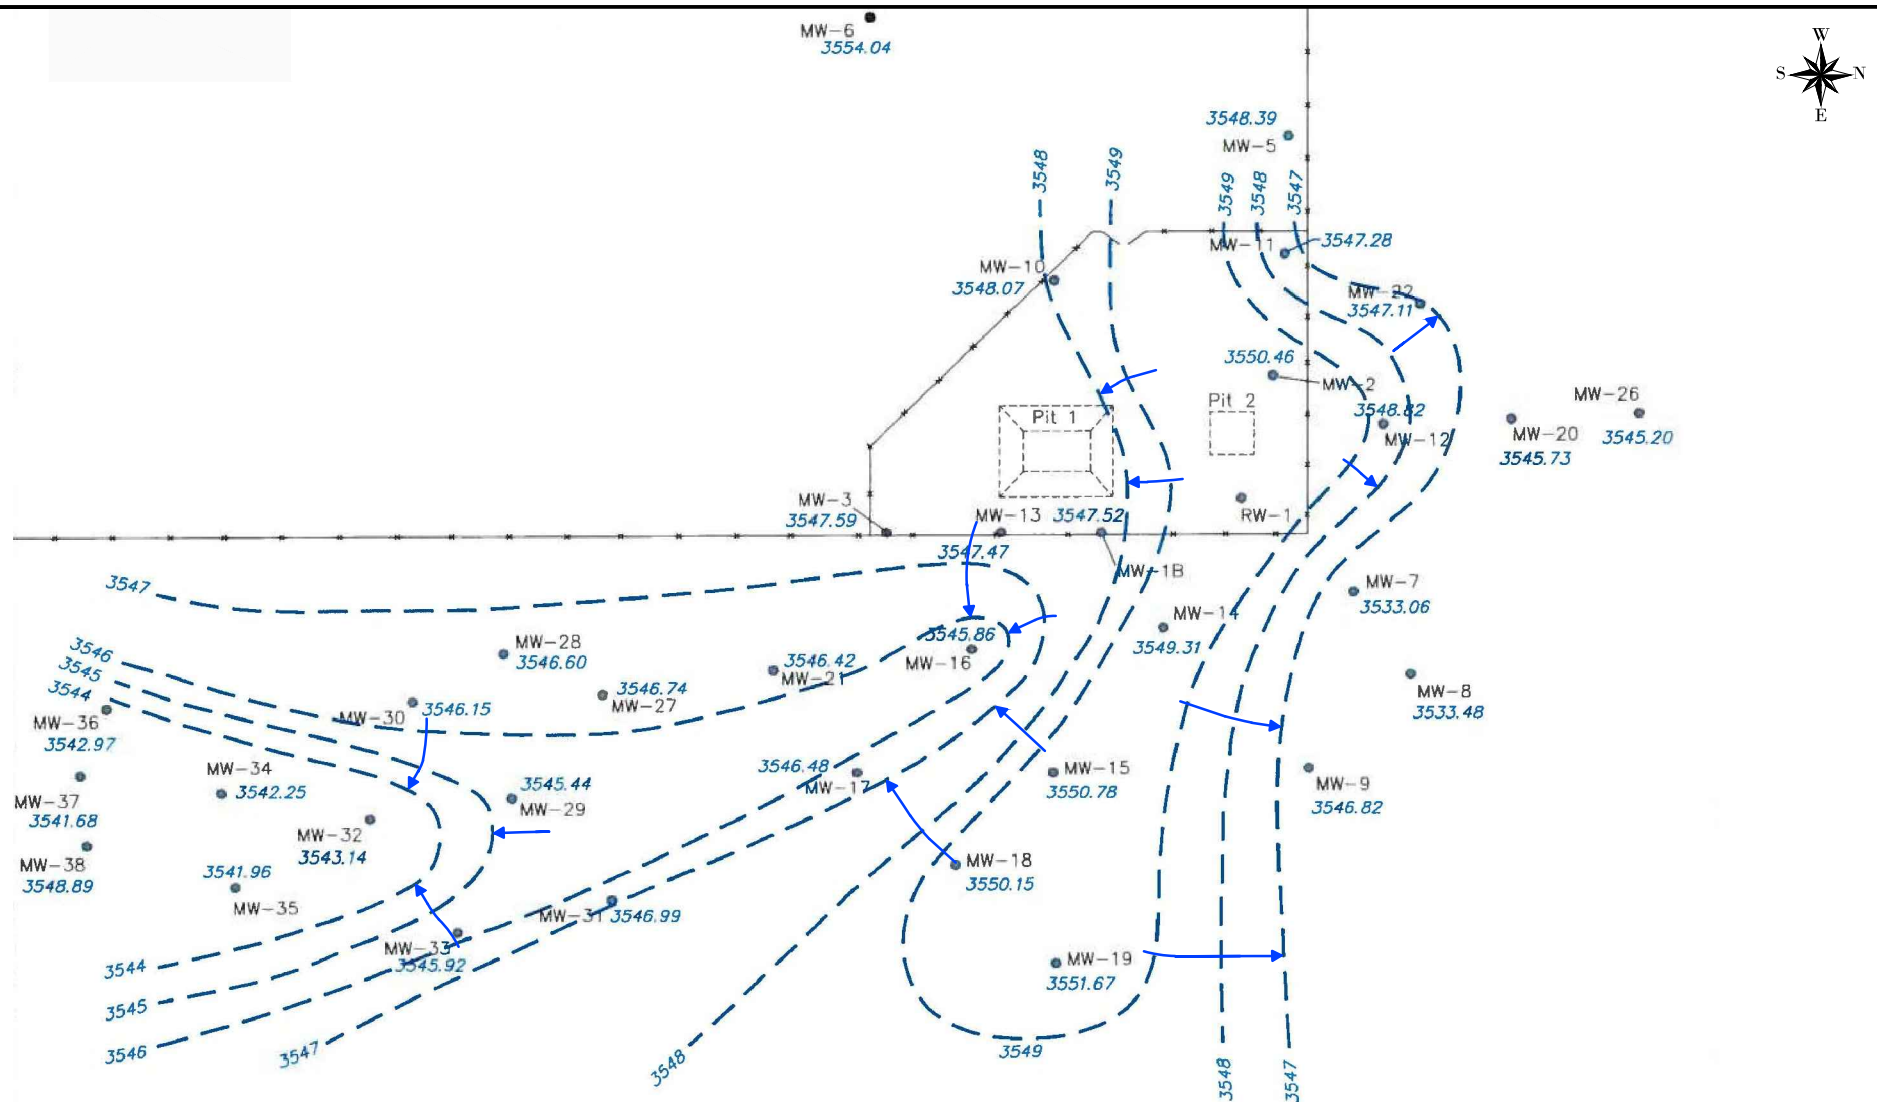 MW-6
3554.04
W
S N
E
3548.39
MW-5
3548
3549
3549
3548
3547
MW-11
3547.28
MW-10
3548.07
MW-22
3547.11
3550.46
MW-2
Pit 1
Pit 2
3548.82
MW-12
MW-26
3545.20
MW-20
3545.73
MW-3
3547.59
MW-13
3547.52
RW-1
3547.47
MW-1B
3547
MW-7
3533.06
MW-14
3549.31
3545.86
MW-16
MW-28
3546.60
3546
3545
3544
3546.42
MW-21
3546.74
MW-27
MW-8
3533.48
MW-36
3542.97
MW-30
3546.15
MW-34
3542.25
3545.44
MW-29
3546.48
MW-17
MW-15
3550.78
MW-9
3546.82
MW-37
3541.68
MW-32
3543.14
MW-38
3548.89
3541.96
MW-35
MW-18
3550.15
MW-31
3546.99
MW-33
3545.92
MW-19
3551.67
3544
3545
3546
3547
3548
3549
3548
3547